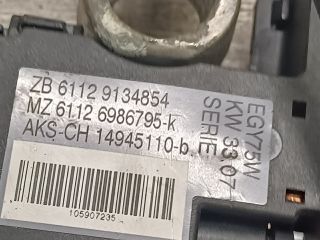 ZB 6112 9134854
MZ 6112 6986795-k
AKS-CH 14945110-b
105907235
EGY75W
KW 33 07
SERIE